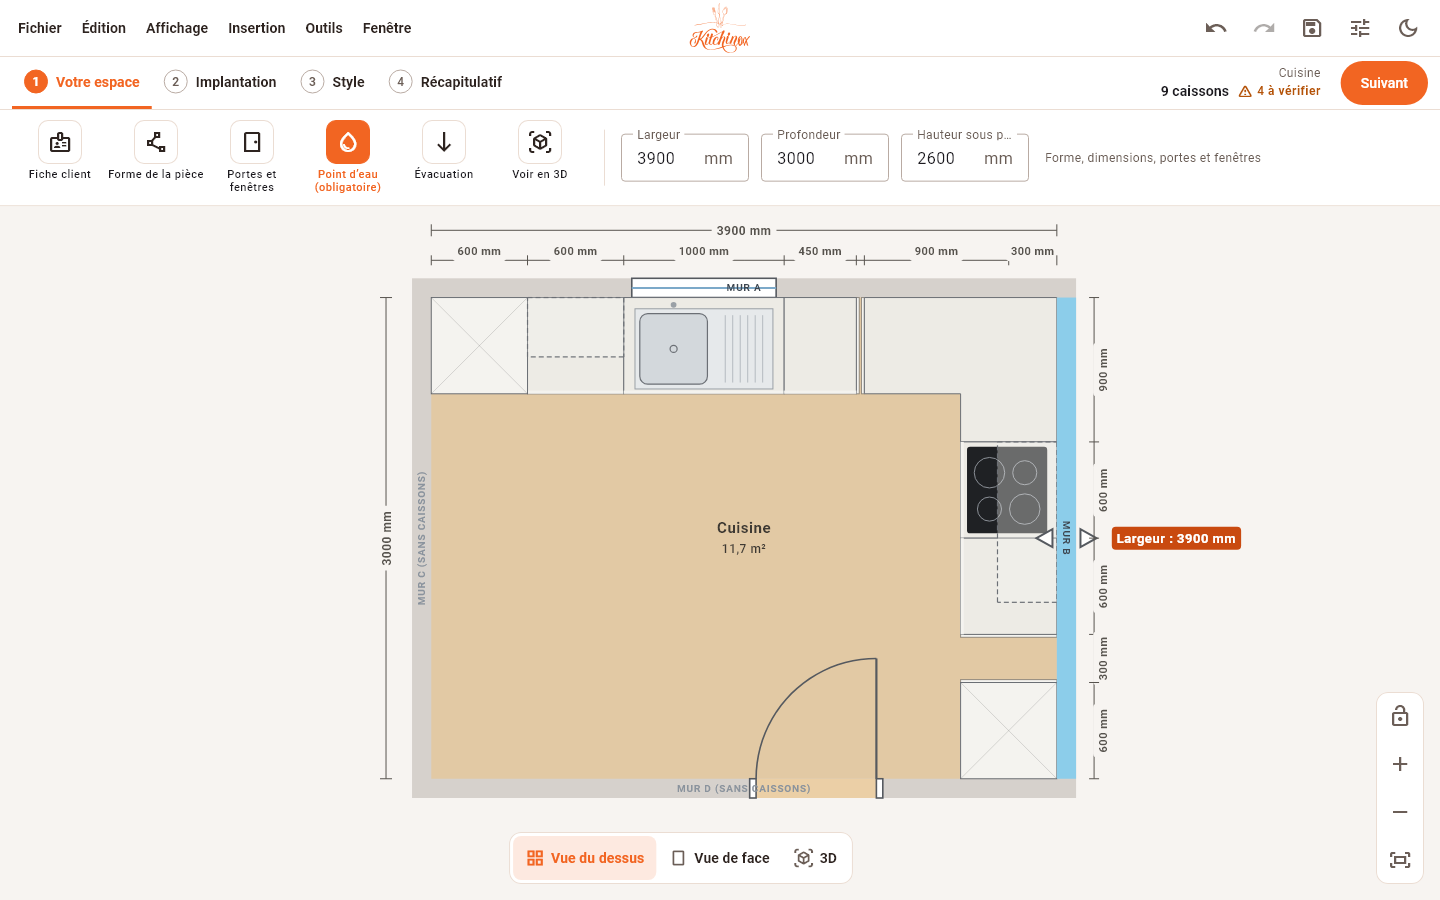 Fichier Édition Affichage Insertion Outils Fenêtre
Kitchinox
1 Votre espace 2 Implantation 3 Style 4 Récapitulatif
Cuisine
9 caissons 4 à vérifier
Suivant
Fiche client
Forme de la pièce
Portes et
fenêtres
Point d'eau
(obligatoire)
Évacuation
Voir en 3D
Largeur
3900 mm
Profondeur
3000 mm
Hauteur sous p…
2600 mm
Forme, dimensions, portes et fenêtres
3900 mm
600 mm 600 mm 1000 mm 450 mm 900 mm 300 mm
MUR A
3000 mm
MUR C (SANS CAISSONS)
Cuisine
11,7 m²
MUR B
900 mm
600 mm
Largeur : 3900 mm
600 mm
300 mm
600 mm
MUR D (SANS CAISSONS)
Vue du dessus Vue de face 3D